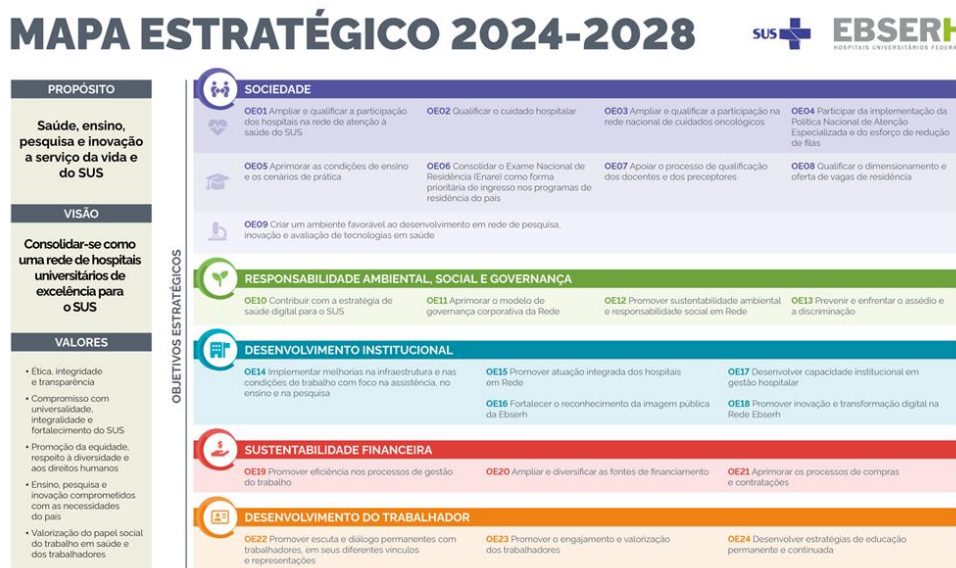 MAPA ESTRATÉGICO 2024-2028
SUS
EBSERH
HOSPITAIS UNIVERSITÁRIOS FEDERA
PROPÓSITO
Saúde, ensino,
pesquisa e inovação
a serviço da vida e
do SUS
VISÃO
Consolidar-se como
uma rede de hospitais
universitários de
excelência para
o SUS
VALORES
• Ética, integridade
e transparência
• Compromisso com
universalidade,
integralidade e
fortalecimento do SUS
• Promoção da equidade,
respeito à diversidade e
aos direitos humanos
• Ensino, pesquisa e
inovação comprometidos
com as necessidades
do país
• Valorização do papel social
do trabalho em saúde e
dos trabalhadores
OBJETIVOS ESTRATÉGICOS
SOCIEDADE
OE01 Ampliar e qualificar a participação
dos hospitais na rede de atenção à
saúde do SUS
OE02 Qualificar o cuidado hospitalar
OE03 Ampliar e qualificar a participação na
rede nacional de cuidados oncológicos
OE04 Participar da implementação da
Política Nacional de Atenção
Especializada e do esforço de redução
de filas
OE05 Aprimorar as condições de ensino
e os cenários de prática
OE06 Consolidar o Exame Nacional de
Residência (Enare) como forma
prioritária de ingresso nos programas de
residência do país
OE07 Apoiar o processo de qualificação
dos docentes e dos preceptores
OE08 Qualificar o dimensionamento e
oferta de vagas de residência
OE09 Criar um ambiente favorável ao desenvolvimento em rede de pesquisa,
inovação e avaliação de tecnologias em saúde
RESPONSABILIDADE AMBIENTAL, SOCIAL E GOVERNANÇA
OE10 Contribuir com a estratégia de
saúde digital para o SUS
OE11 Aprimorar o modelo de
governança corporativa da Rede
OE12 Promover sustentabilidade ambiental
e responsabilidade social em Rede
OE13 Prevenir e enfrentar o assédio e
a discriminação
DESENVOLVIMENTO INSTITUCIONAL
OE14 Implementar melhorias na infraestrutura e nas
condições de trabalho com foco na assistência, no
ensino e na pesquisa
OE15 Promover atuação integrada dos hospitais
em Rede
OE16 Fortalecer o reconhecimento da imagem pública
da Ebserh
OE17 Desenvolver capacidade institucional em
gestão hospitalar
OE18 Promover inovação e transformação digital na
Rede Ebserh
SUSTENTABILIDADE FINANCEIRA
OE19 Promover eficiência nos processos de gestão
do trabalho
OE20 Ampliar e diversificar as fontes de financiamento
OE21 Aprimorar os processos de compras
e contratações
DESENVOLVIMENTO DO TRABALHADOR
OE22 Promover escuta e diálogo permanentes com
trabalhadores, em seus diferentes vínculos
e representações
OE23 Promover o engajamento e valorização
dos trabalhadores
OE24 Desenvolver estratégias de educação
permanente e continuada